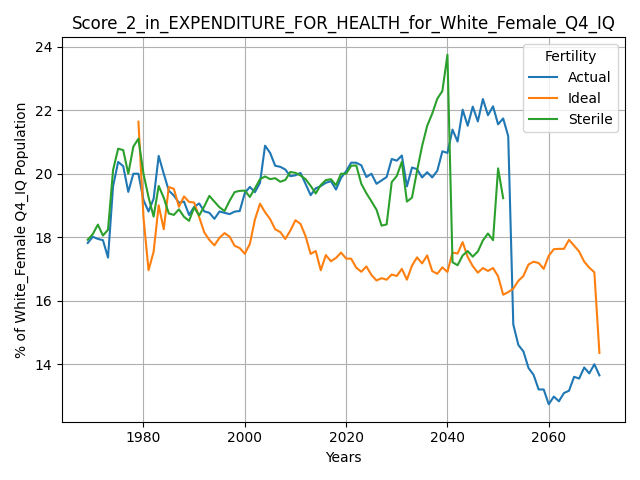 Score_2_in_EXPENDITURE_FOR_HEALTH_for_White_Female_Q4_IQ
Fertility
Actual
Ideal
Sterile
% of White_Female Q4_IQ Population
24
22
20
18
16
14
1980
2000
2020
2040
2060
Years